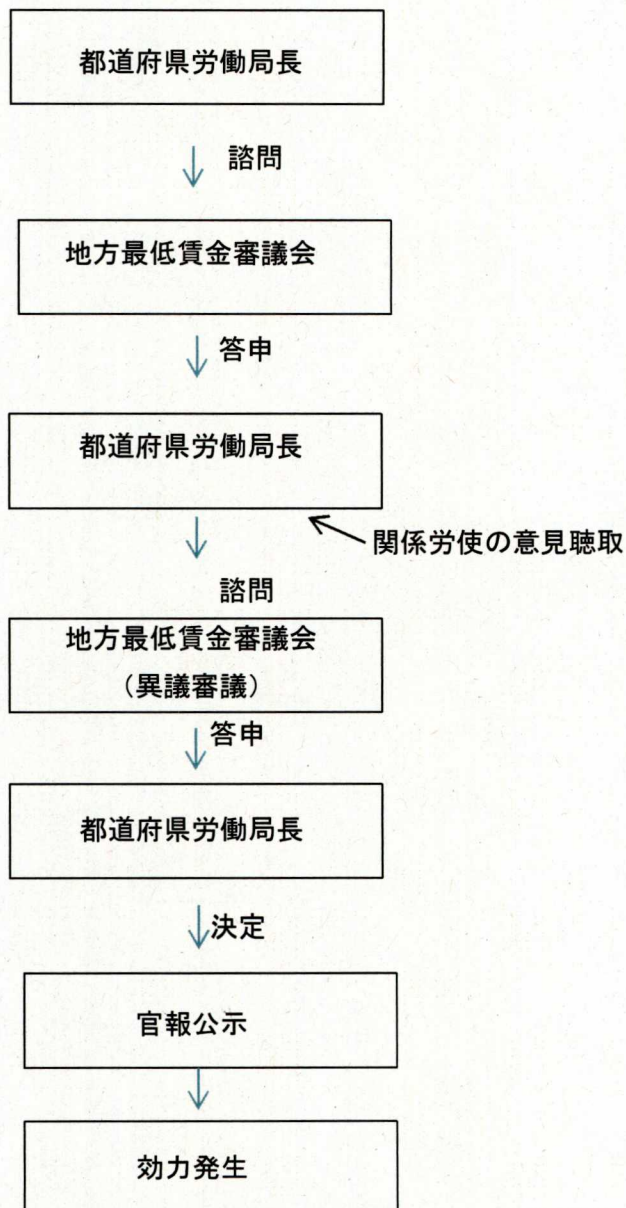 都道府県労働局長
諮問
地方最低賃金審議会
答申
都道府県労働局長
関係労使の意見聴取
諮問
地方最低賃金審議会
（異議審議）
答申
都道府県労働局長
決定
官報公示
効力発生